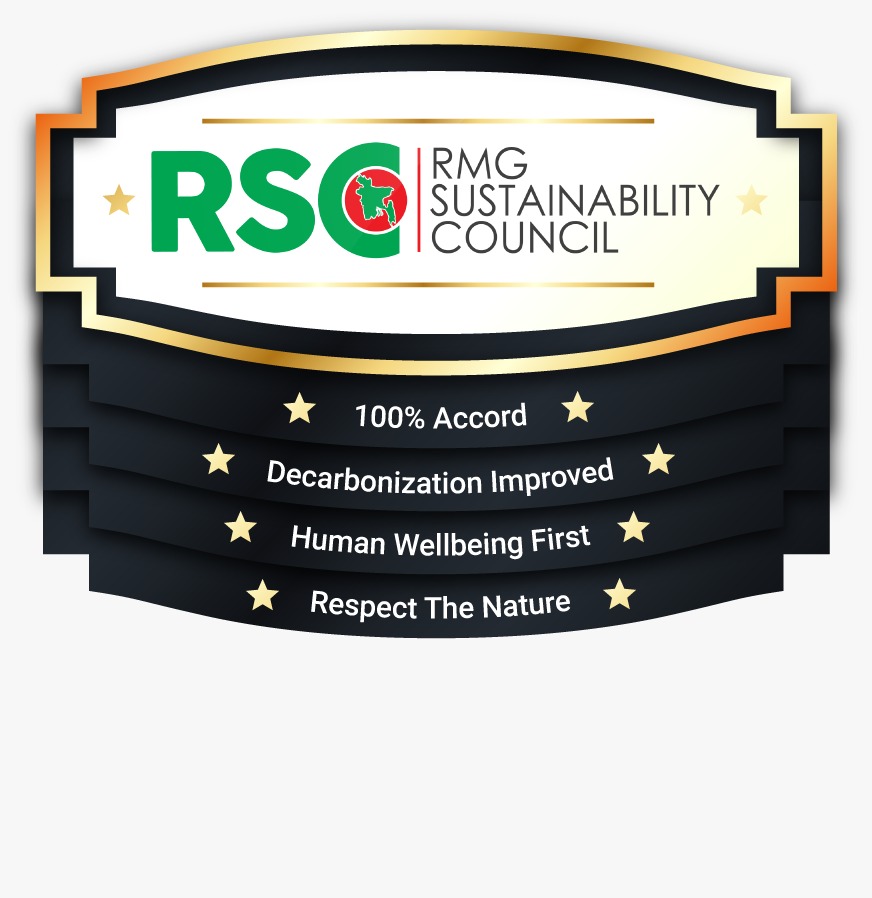 RSC
RMG
SUSTAINABILITY
COUNCIL
100% Accord
Decarbonization Improved
Human Wellbeing First
Respect The Nature